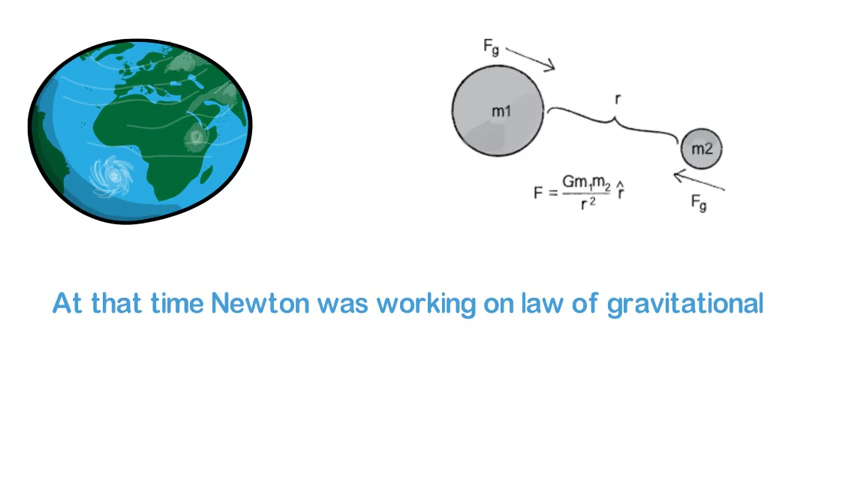 Fg
m1
r
m2
F = Gm₁m₂ / r² r̂
Fg
At that time Newton was working on law of gravitational